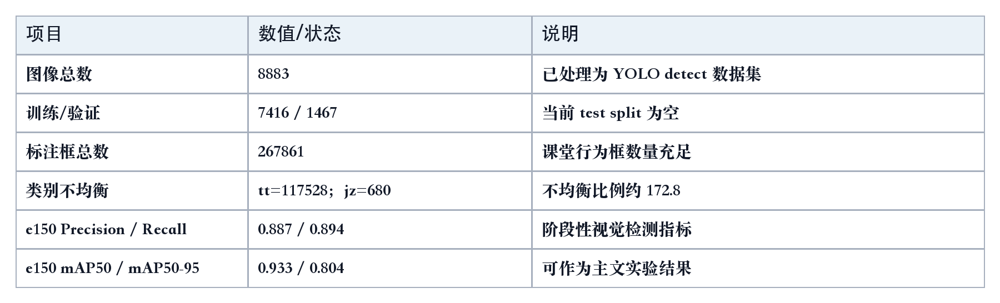 项目 数值/状态 说明
图像总数 8883 已处理为 YOLO detect 数据集
训练/验证 7416 / 1467 当前 test split 为空
标注框总数 267861 课堂行为框数量充足
类别不均衡 tt=117528；jz=680 不均衡比例约 172.8
e150 Precision / Recall 0.887 / 0.894 阶段性视觉检测指标
e150 mAP50 / mAP50-95 0.933 / 0.804 可作为主文实验结果